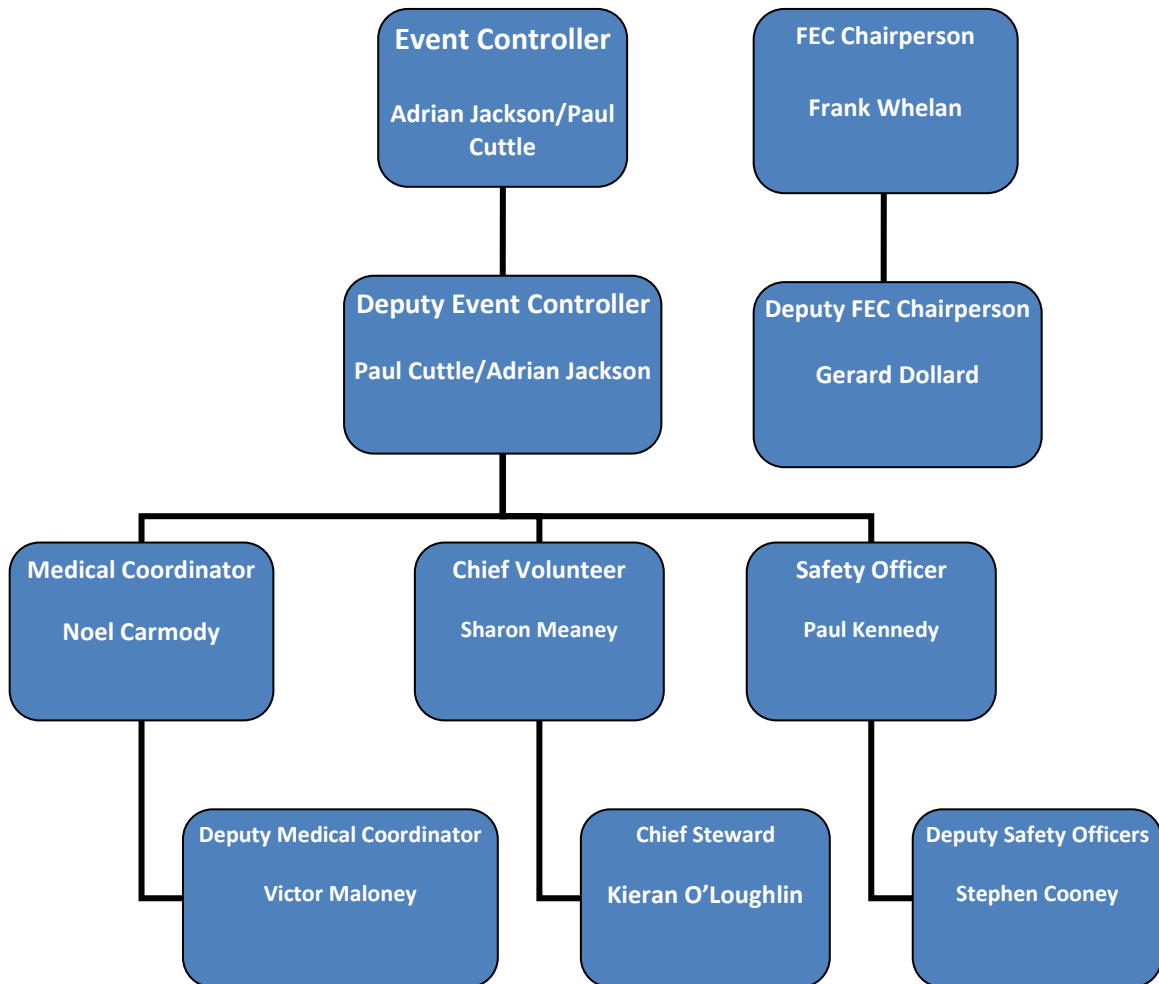 Event Controller
Adrian Jackson/Paul
Cuttle
FEC Chairperson
Frank Whelan
Deputy Event Controller
Paul Cuttle/Adrian Jackson
Deputy FEC Chairperson
Gerard Dollard
Medical Coordinator
Noel Carmody
Chief Volunteer
Sharon Meaney
Safety Officer
Paul Kennedy
Deputy Medical Coordinator
Victor Maloney
Chief Steward
Kieran O’Loughlin
Deputy Safety Officers
Stephen Cooney